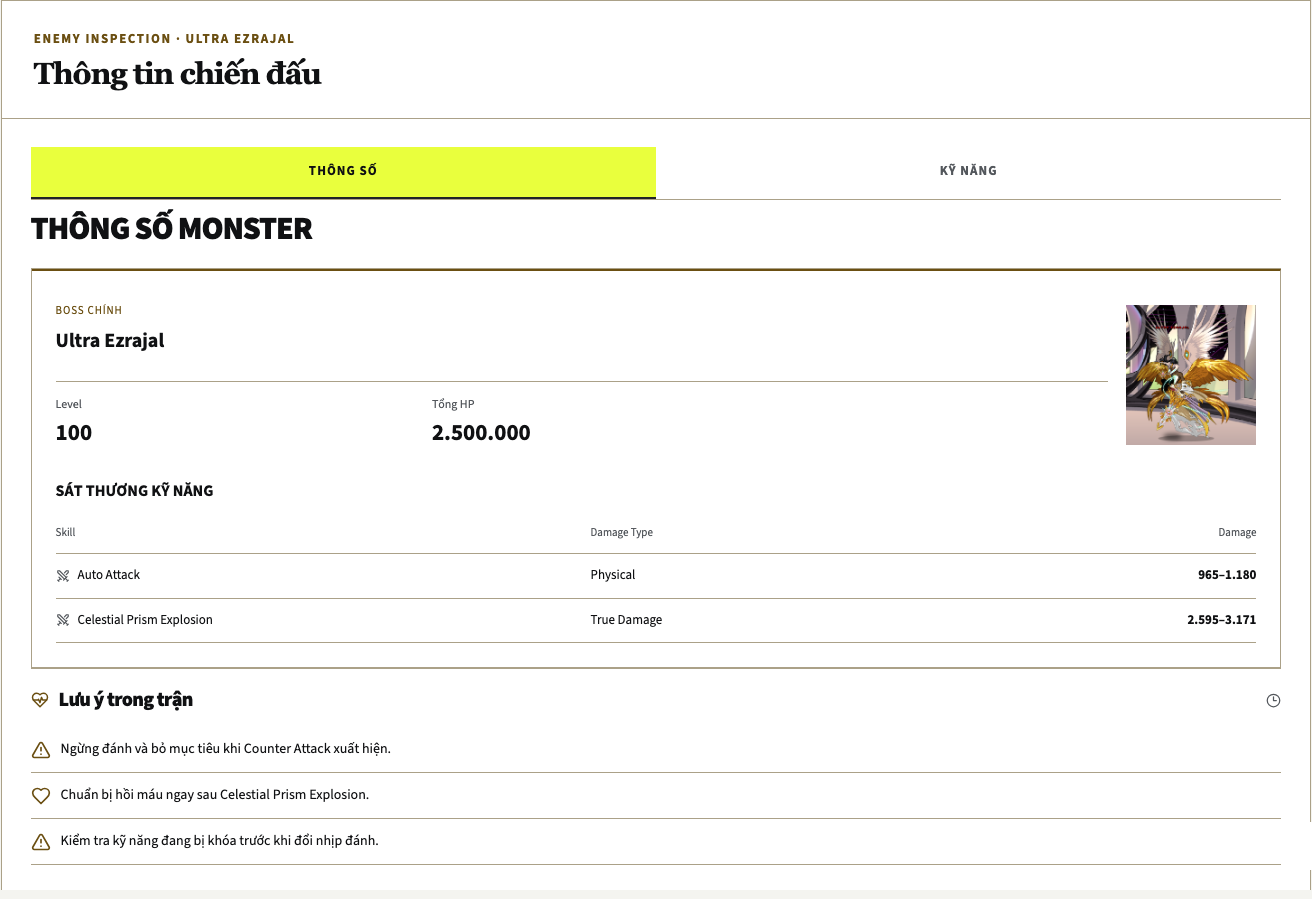 ENEMY INSPECTION · ULTRA EZRAJAL
Thông tin chiến đấu
THÔNG SỐ
KỸ NĂNG
THÔNG SỐ MONSTER
BOSS CHÍNH
Ultra Ezrajal
Level
Tổng HP
100
2.500.000
SÁT THƯƠNG KỸ NĂNG
Skill
Damage Type
Damage
Auto Attack
Physical
965–1.180
Celestial Prism Explosion
True Damage
2.595–3.171
Lưu ý trong trận
Ngừng đánh và bỏ mục tiêu khi Counter Attack xuất hiện.
Chuẩn bị hồi máu ngay sau Celestial Prism Explosion.
Kiểm tra kỹ năng đang bị khóa trước khi đổi nhịp đánh.